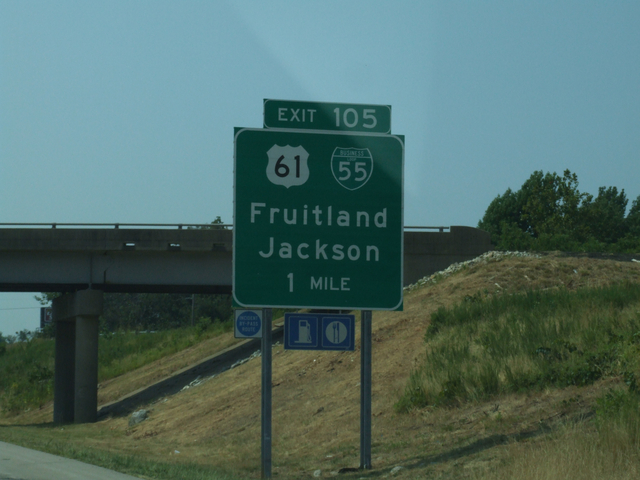 EXIT 105
61
BUSINESS
55
Fruitland
Jackson
1 MILE